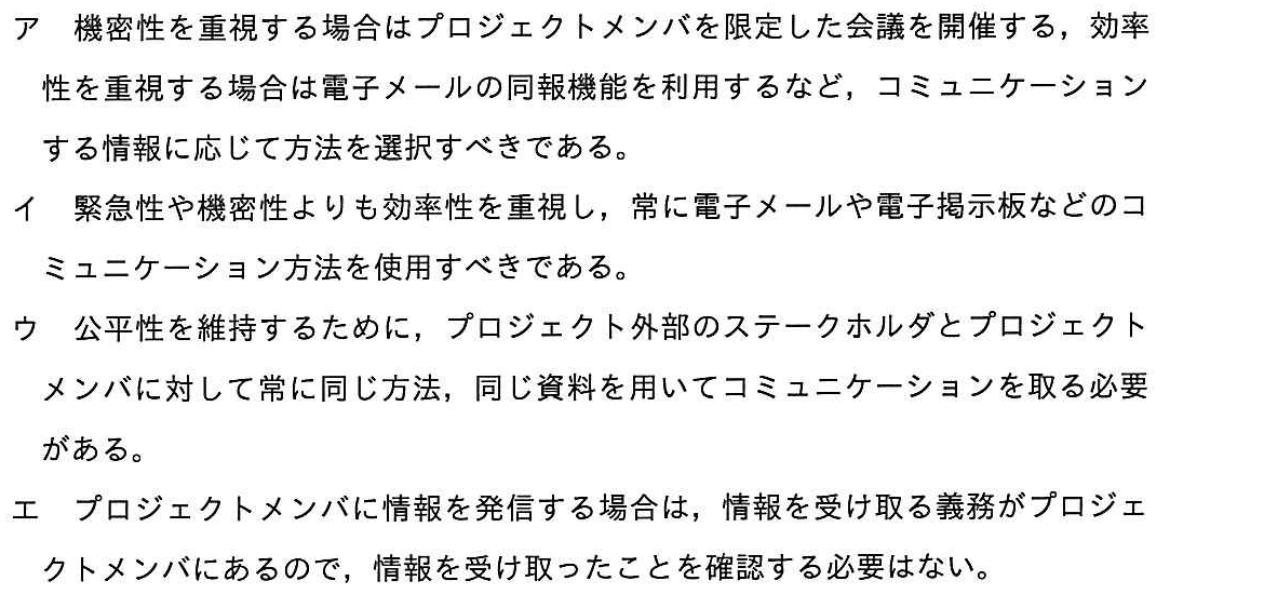 ア　機密性を重視する場合はプロジェクトメンバを限定した会議を開催する，効率
性を重視する場合は電子メールの同報機能を利用するなど，コミュニケーション
する情報に応じて方法を選択すべきである。
イ　緊急性や機密性よりも効率性を重視し，常に電子メールや電子掲示板などのコ
ミュニケーション方法を使用すべきである。
ウ　公平性を維持するために，プロジェクト外部のステークホルダとプロジェクト
メンバに対して常に同じ方法，同じ資料を用いてコミュニケーションを取る必要
がある。
エ　プロジェクトメンバに情報を発信する場合は，情報を受け取る義務がプロジェ
クトメンバにあるので，情報を受け取ったことを確認する必要はない。